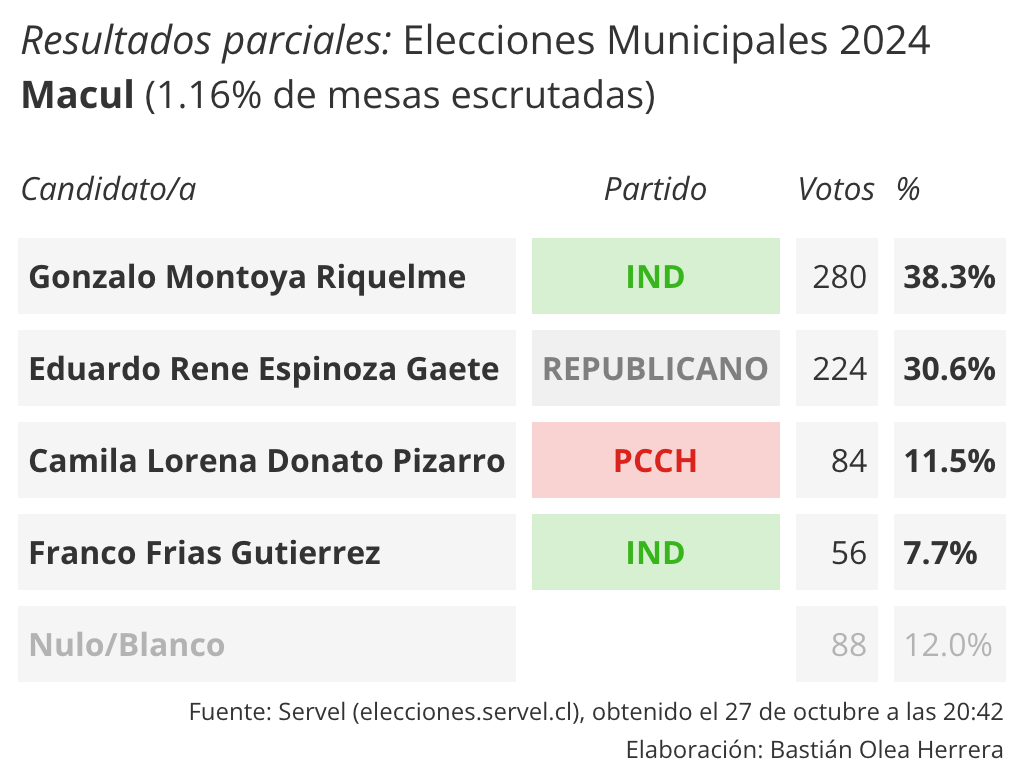 Resultados parciales: Elecciones Municipales 2024
Macul (1.16% de mesas escrutadas)
Candidato/a Partido Votos %
Gonzalo Montoya Riquelme IND 280 38.3%
Eduardo Rene Espinoza Gaete REPUBLICANO 224 30.6%
Camila Lorena Donato Pizarro PCCH 84 11.5%
Franco Frias Gutierrez IND 56 7.7%
Nulo/Blanco 88 12.0%
Fuente: Servel (elecciones.servel.cl), obtenido el 27 de octubre a las 20:42
Elaboración: Bastián Olea Herrera